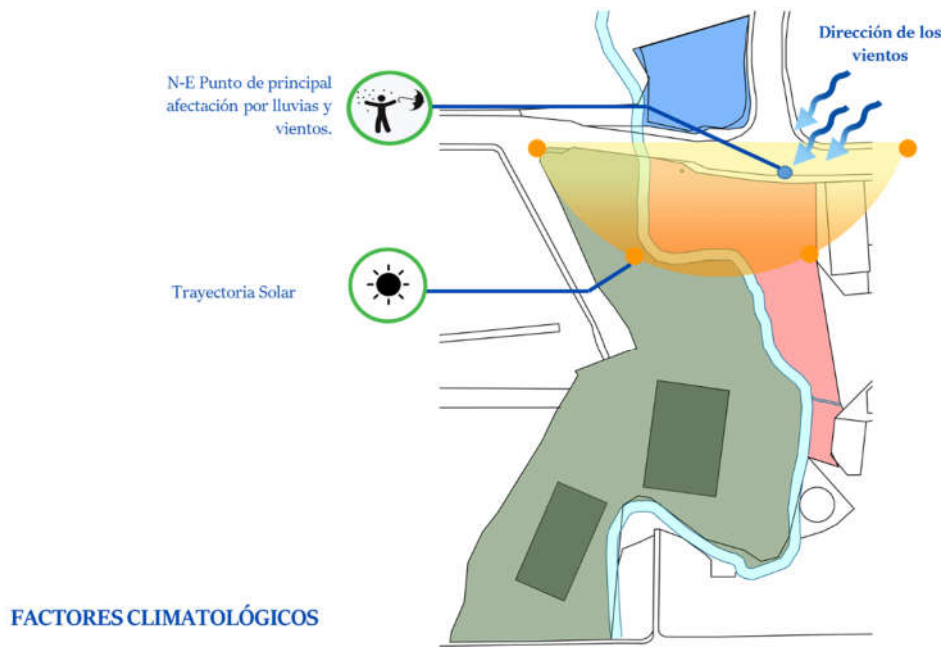 Dirección de los
vientos
N-E Punto de principal
afectación por lluvias y
vientos.
Trayectoria Solar
FACTORES CLIMATOLÓGICOS